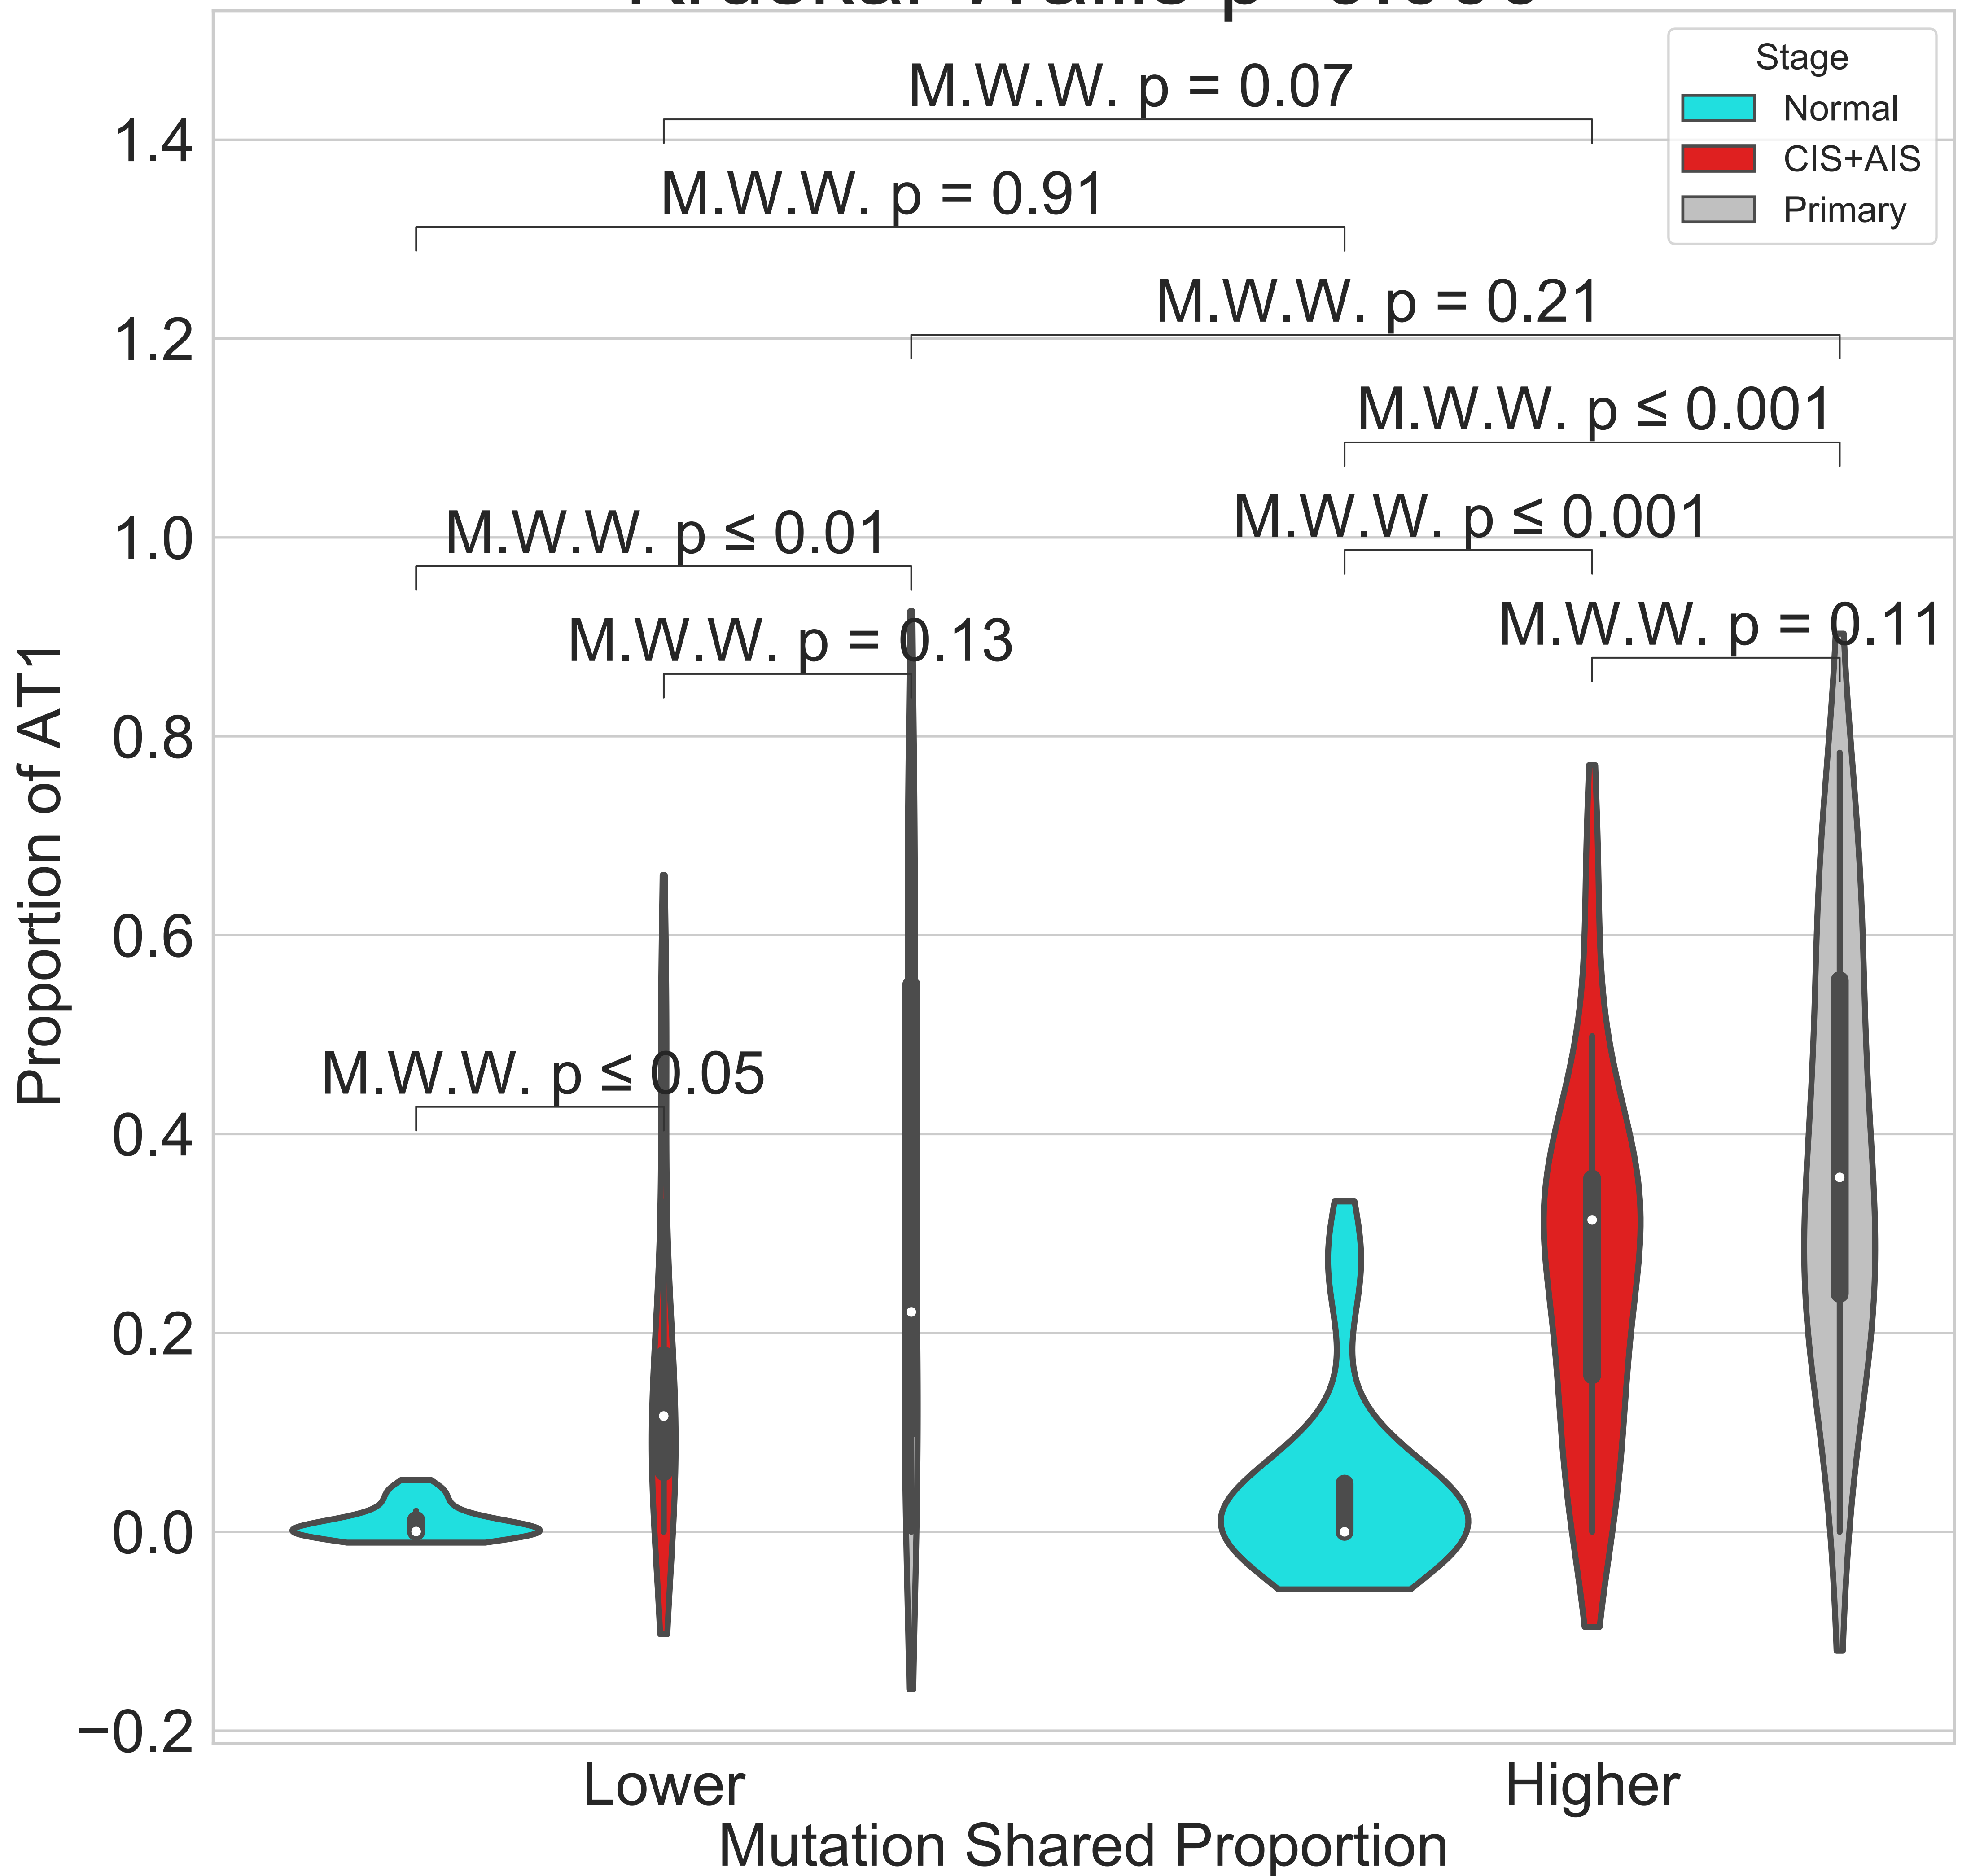 M.W.W. p = 0.07
M.W.W. p = 0.91
M.W.W. p = 0.21
M.W.W. p ≤ 0.001
M.W.W. p ≤ 0.01
M.W.W. p ≤ 0.001
M.W.W. p = 0.13
M.W.W. p = 0.11
M.W.W. p ≤ 0.05
Stage
Normal
CIS+AIS
Primary
Proportion of AT1
1.4
1.2
1.0
0.8
0.6
0.4
0.2
0.0
−0.2
Lower
Higher
Mutation Shared Proportion